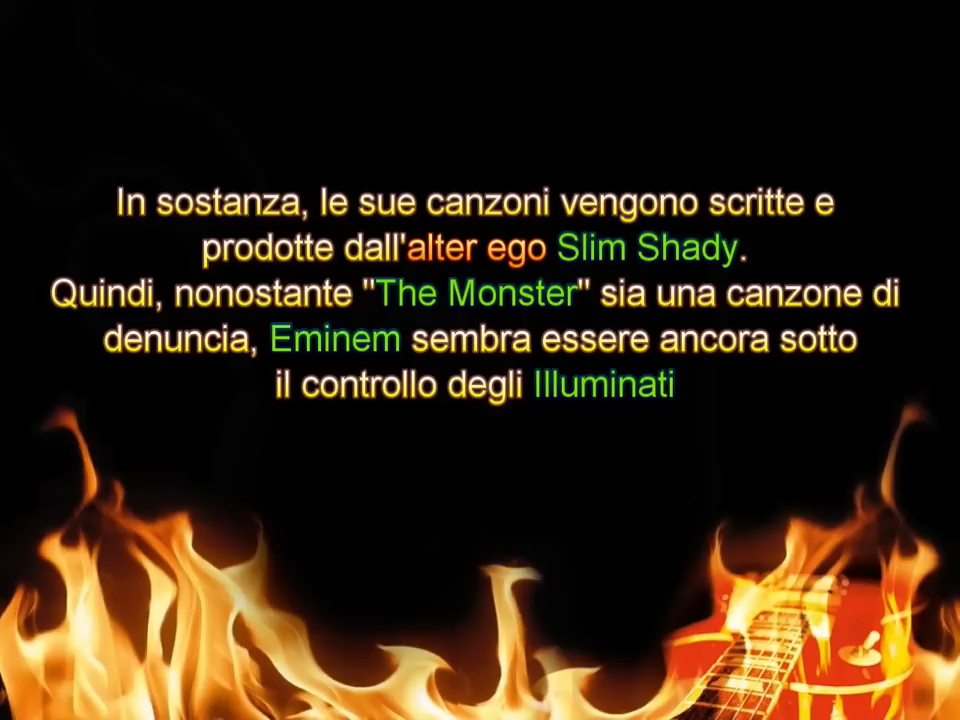 In sostanza, le sue canzoni vengono scritte e
prodotte dall'alter ego Slim Shady.
Quindi, nonostante "The Monster" sia una canzone di
denuncia, Eminem sembra essere ancora sotto
il controllo degli Illuminati